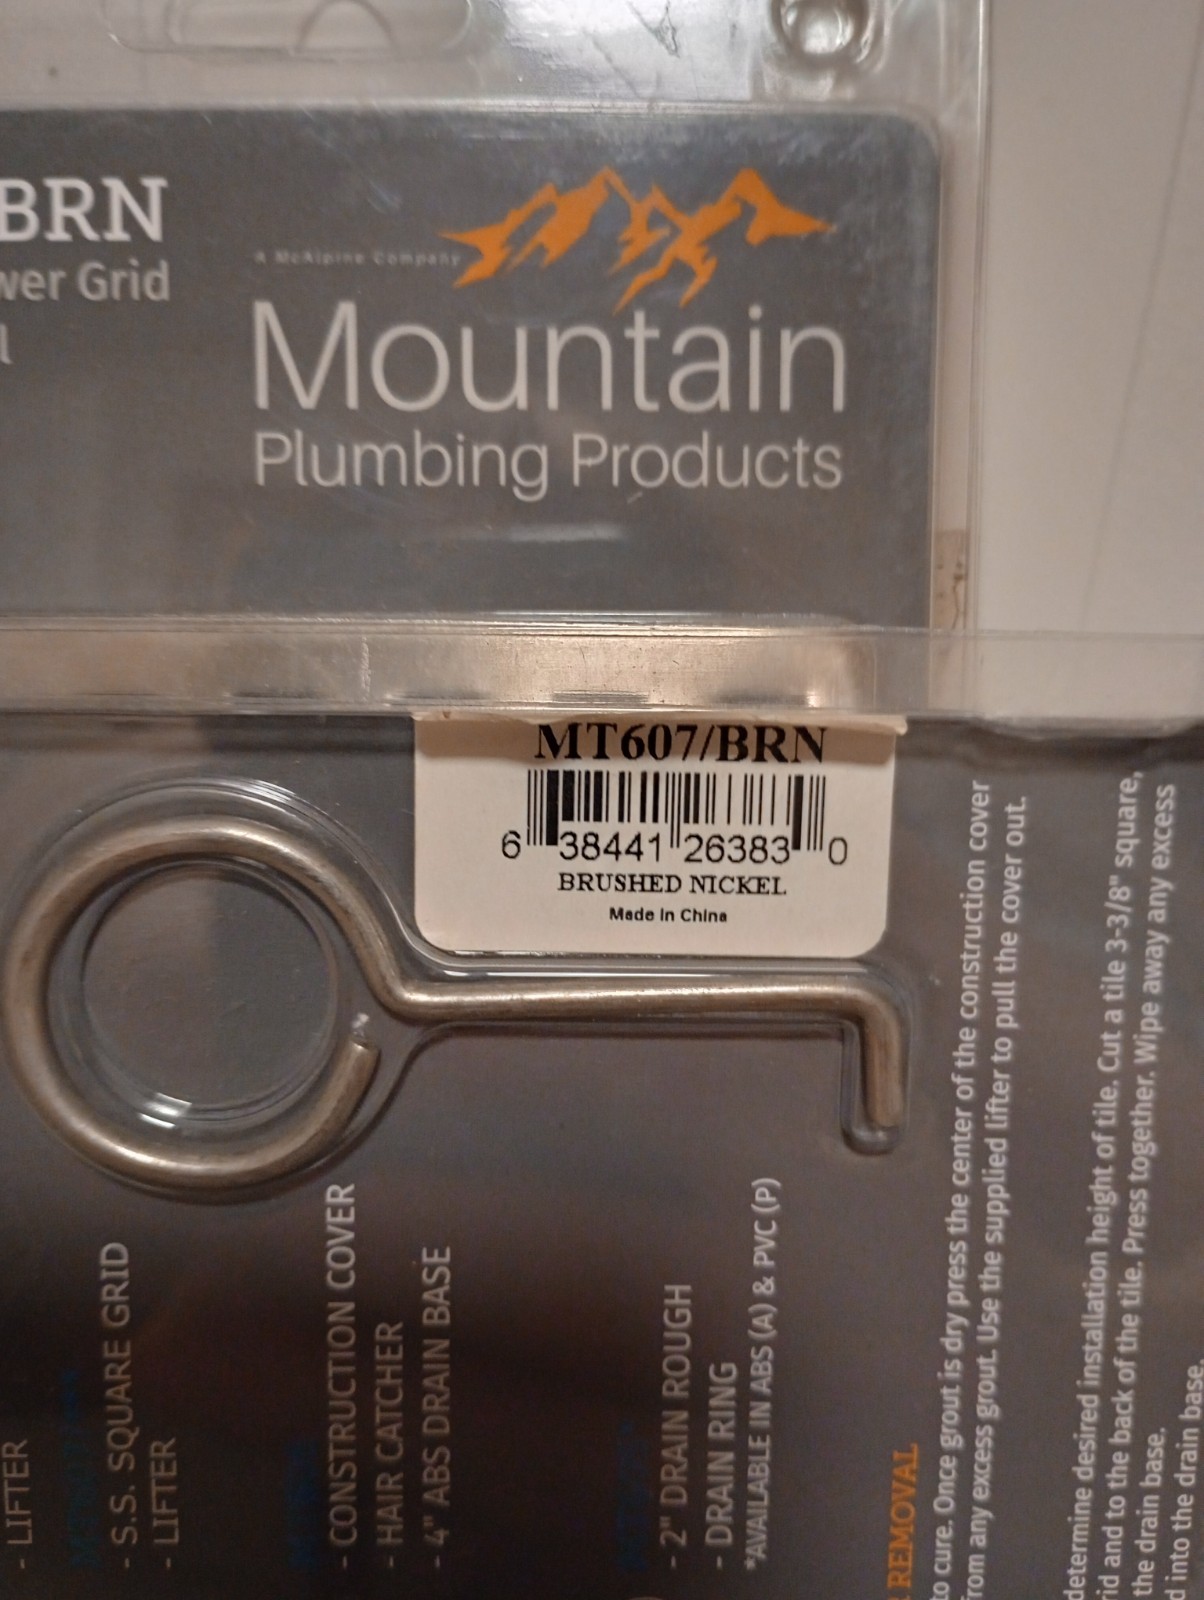 BRN
wer Grid
l
A McAlpine Company
Mountain
Plumbing Products
MT607/BRN
6 38441 26383 0
BRUSHED NICKEL
Made in China
- LIFTER
- S.S. SQUARE GRID
- LIFTER
- CONSTRUCTION COVER
- HAIR CATCHER
- 4" ABS DRAIN BASE
- 2" DRAIN ROUGH
- DRAIN RING
*AVAILABLE IN ABS (A) & PVC (P)
REMOVAL
to cure. Once grout is dry press the center of the construction cover
from any excess grout. Use the supplied lifter to pull the cover out.
determine desired installation height of tile. Cut a tile 3-3/8" square,
rid and to the back of the tile. Press together. Wipe away any excess
the drain base.
d into the drain base.